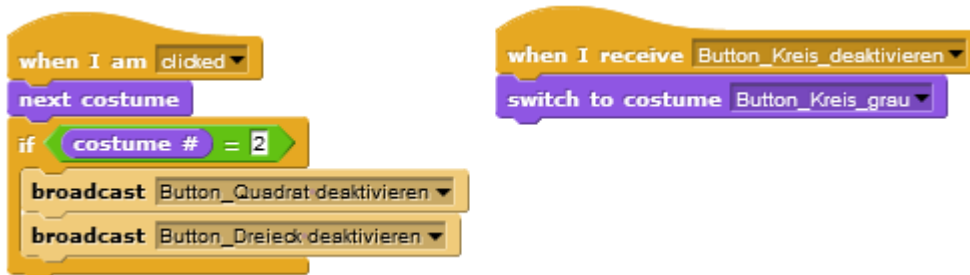 when I am clicked
next costume
if costume # = 2
broadcast Button_Quadrat deaktivieren
broadcast Button_Dreieck deaktivieren
when I receive Button_Kreis_deaktivieren
switch to costume Button_Kreis_grau